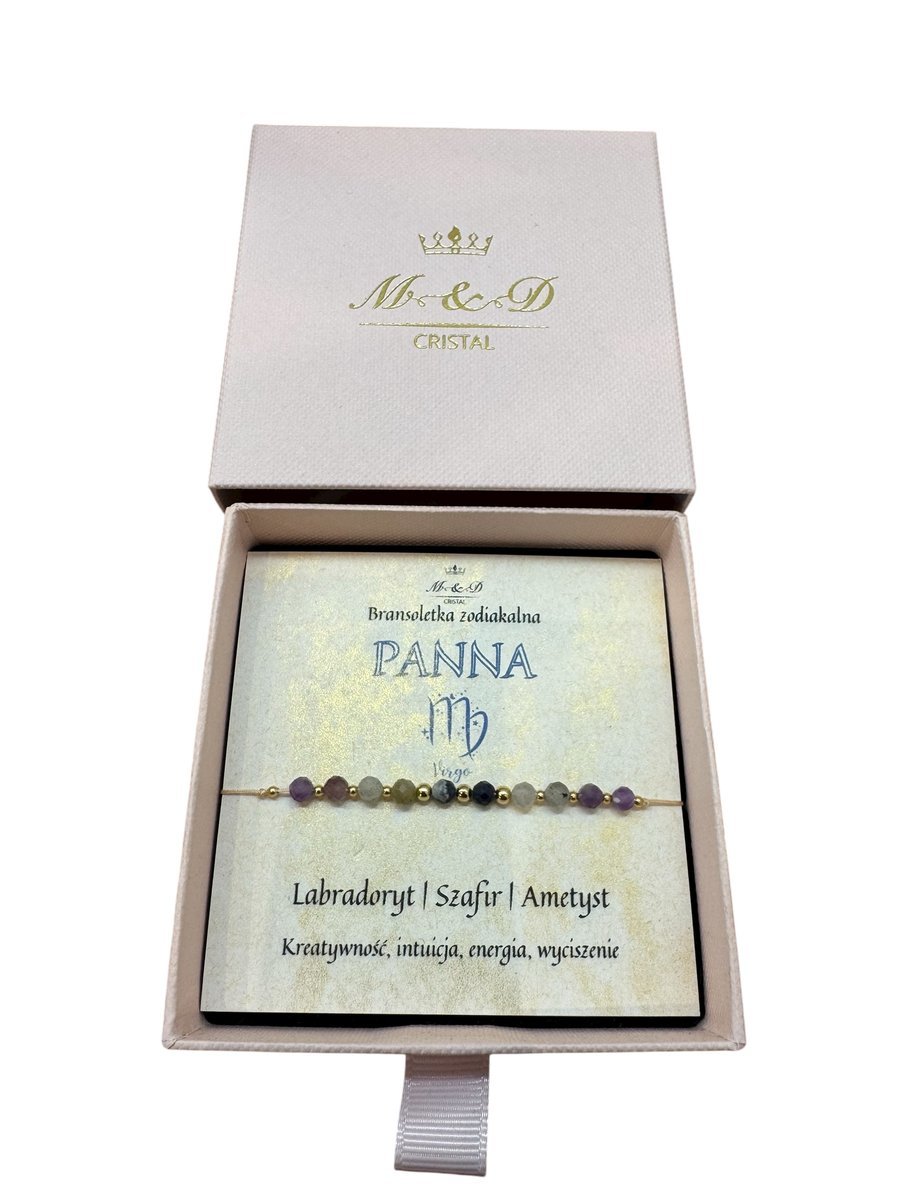 M&D
CRISTAL
M&D
CRISTAL
Bransoletka zodiakalna
PANNA
Virgo
Labradoryt | Szafir | Ametyst
Kreatywność, intuicja, energia, wyciszenie